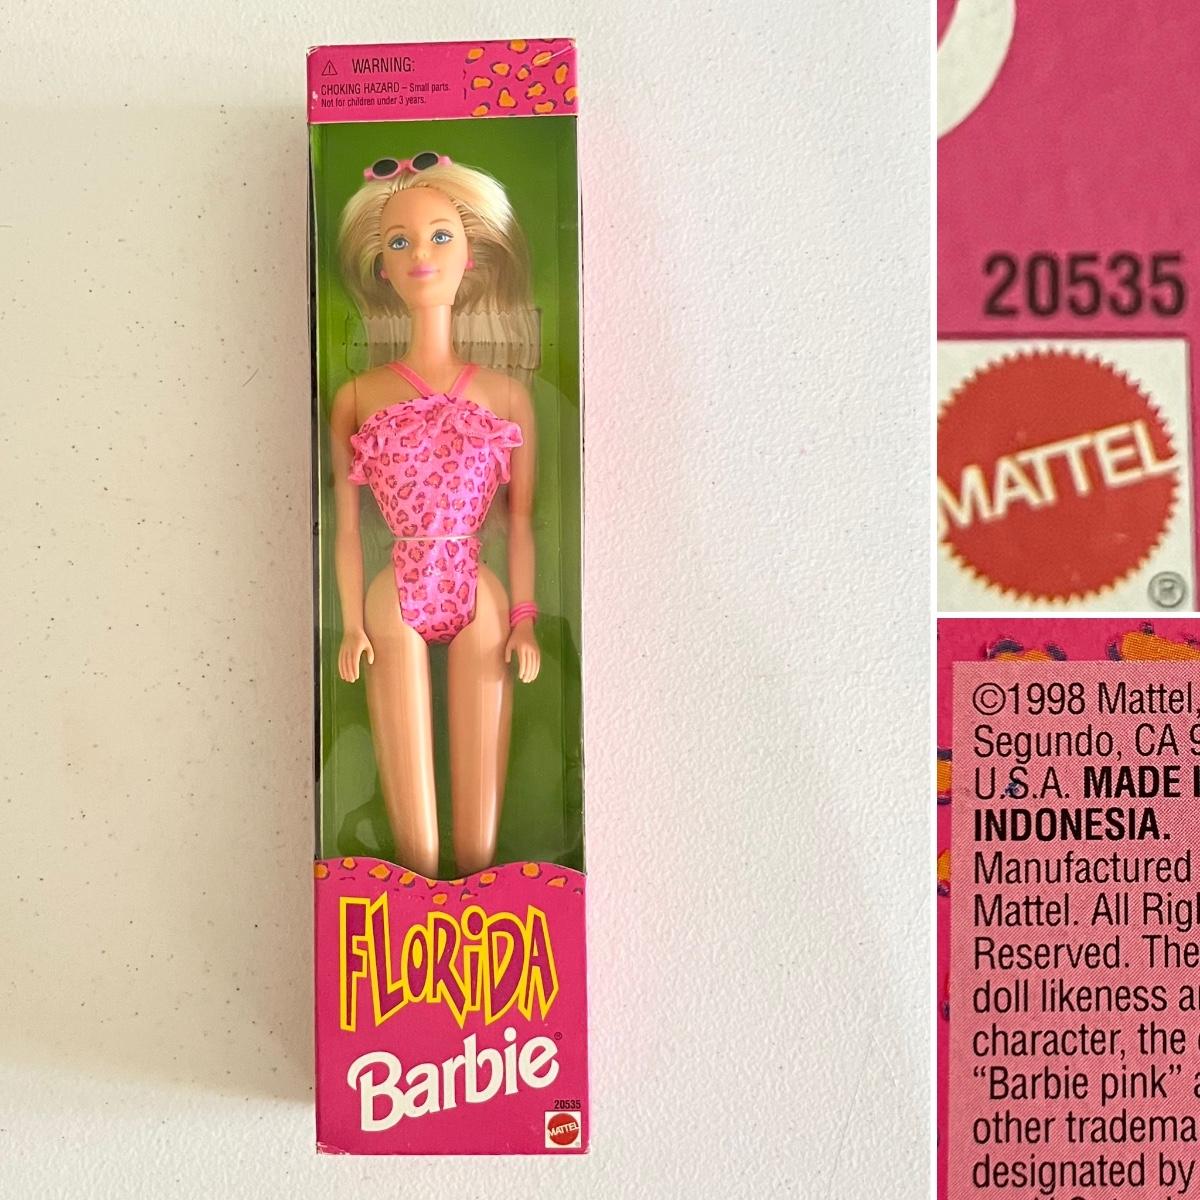 ⚠ WARNING:
CHOKING HAZARD – Small parts.
Not for children under 3 years.
FLORiDA
Barbie®
20535
MATTEL
20535
MATTEL
®
©1998 Mattel,
Segundo, CA 9
U.S.A. MADE I
INDONESIA.
Manufactured
Mattel. All Rig
Reserved. The
doll likeness a
character, the
“Barbie pink” a
other tradema
designated by